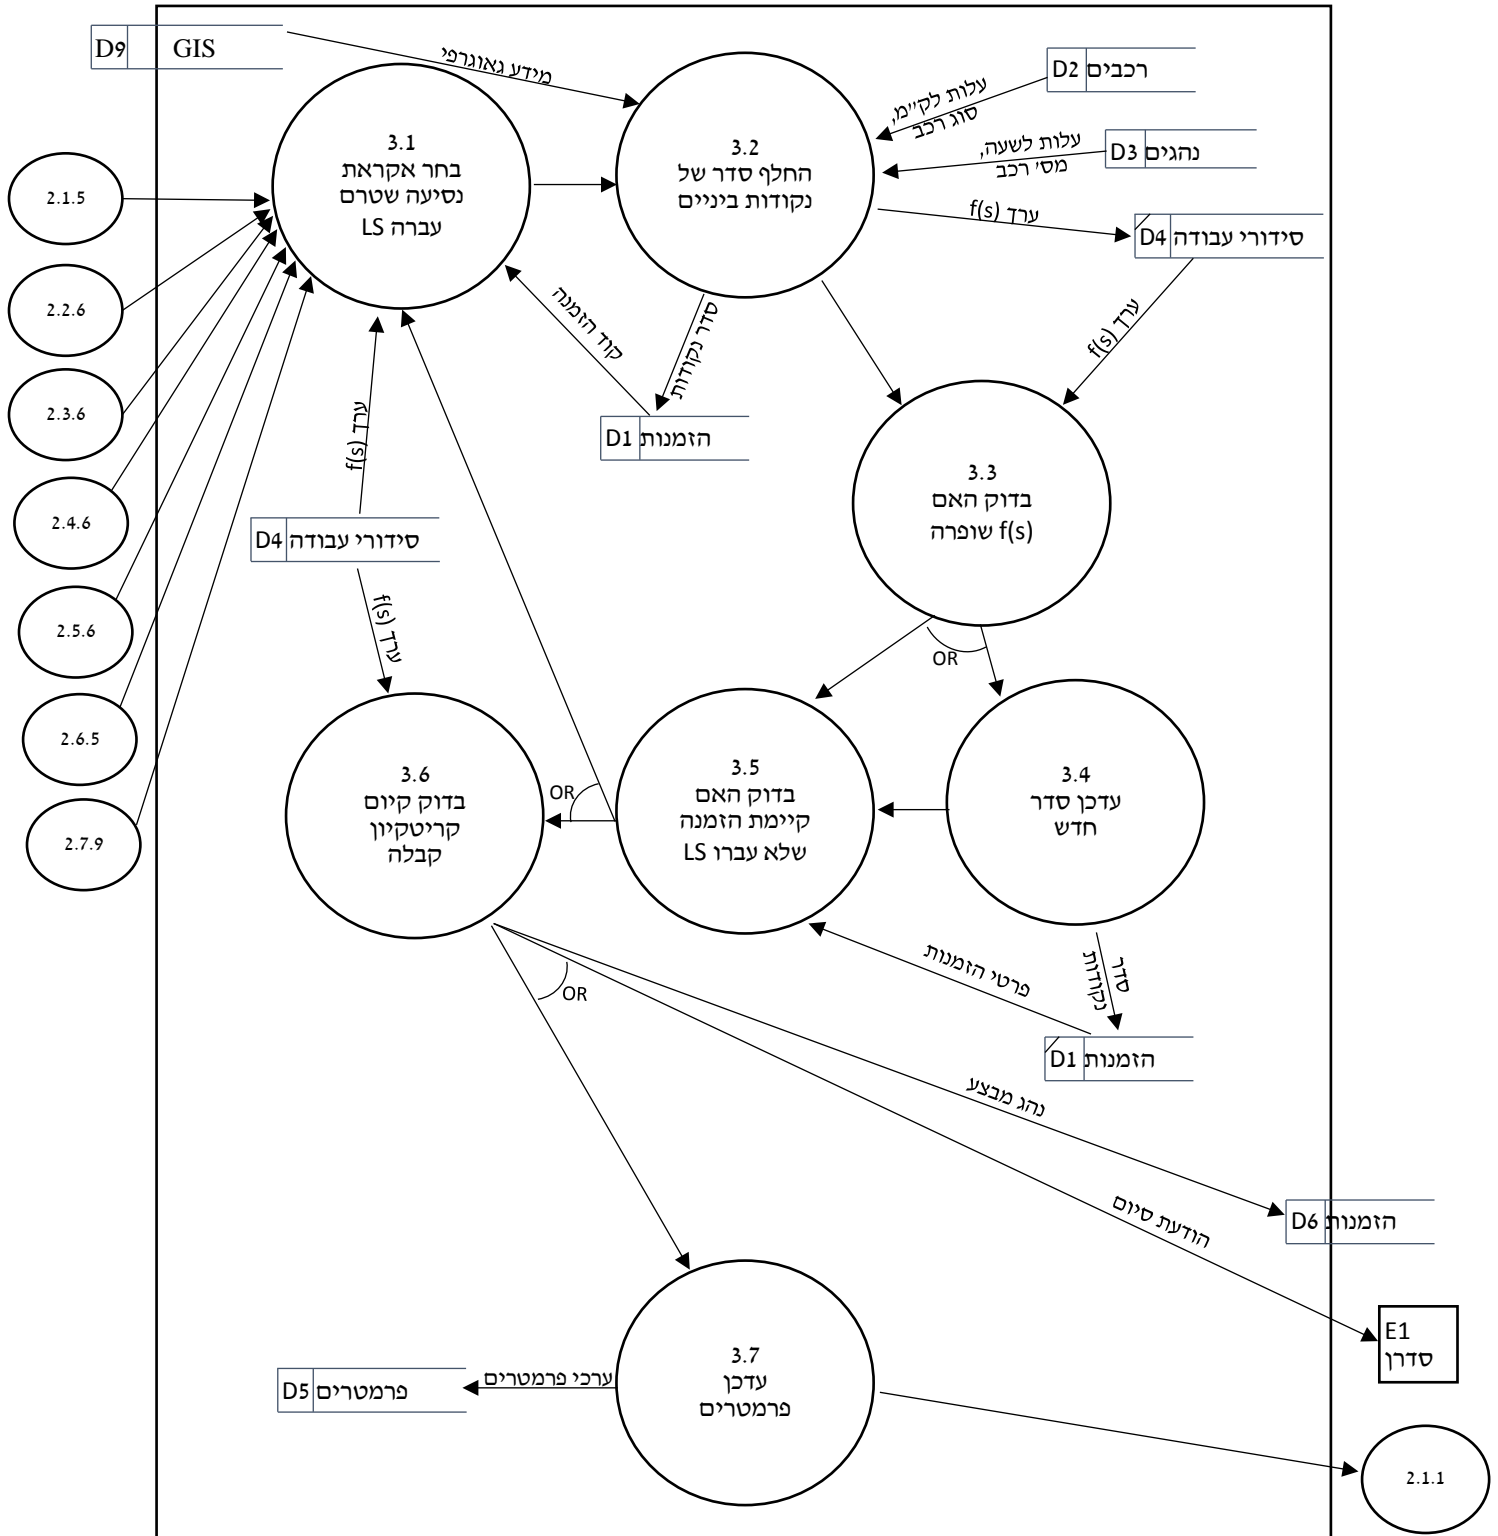 D9 GIS
מידע גאוגרפי
D2 רכבים
עלות לק״מ,
סוג רכב
D3 נהגים
עלות לשעה,
מס׳ רכב
3.1
בחר אקראת
נסיעה שטרם
עברה LS
3.2
החלף סדר של
נקודות ביניים
ערך f(s)
D4 סידורי עבודה
2.1.5
2.2.6
2.3.6
2.4.6
2.5.6
2.6.5
2.7.9
קוד הזמנה
סדר נקודות
D1 הזמנות
ערך f(s)
ערך f(s)
D4 סידורי עבודה
ערך f(s)
3.3
בדוק האם
f(s) שופרה
OR
3.4
עדכן סדר
חדש
3.5
בדוק האם
קיימת הזמנה
שלא עברו LS
OR
3.6
בדוק קיום
קריטקיון
קבלה
OR
פרטי הזמנות
סדר
נקודות
D1 הזמנות
נהג מבצע
D6 הזמנות
הודעת סיום
E1
סדרן
3.7
עדכן
פרמטרים
ערכי פרמטרים
D5 פרמטרים
2.1.1